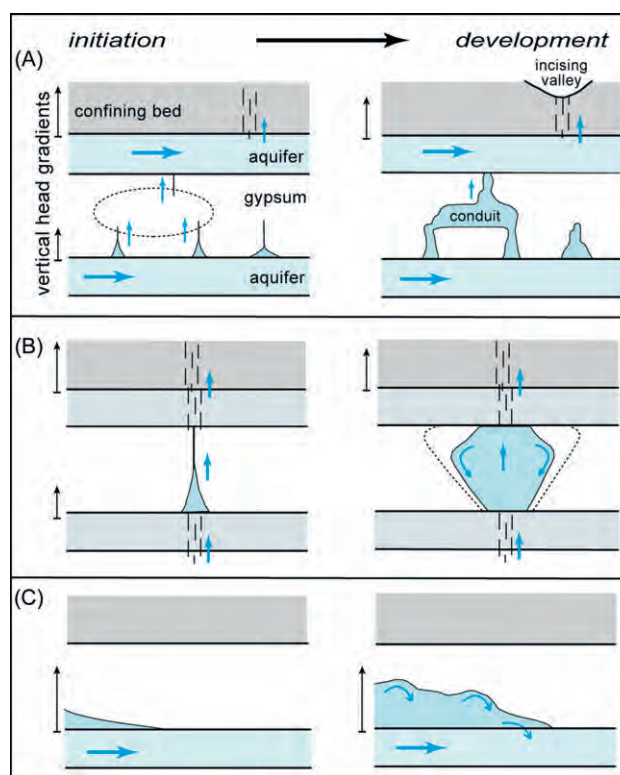 initiation
development
(A)
incising
valley
confining bed
aquifer
gypsum
conduit
aquifer
vertical head gradients
(B)
(C)